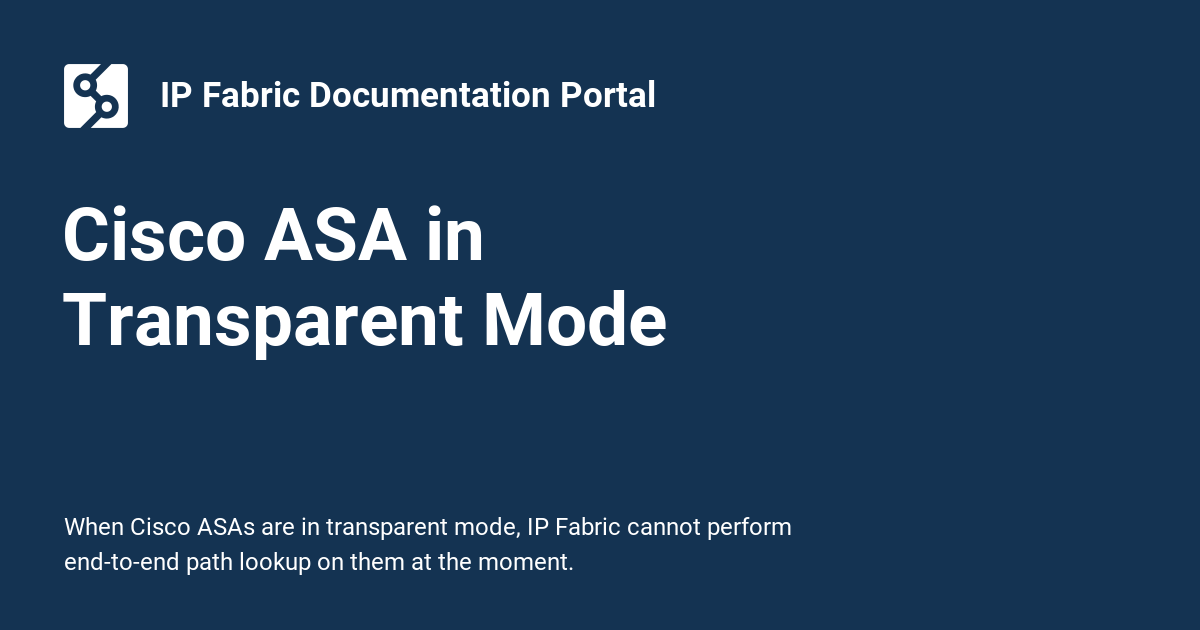 IP Fabric Documentation Portal
Cisco ASA in
Transparent Mode
When Cisco ASAs are in transparent mode, IP Fabric cannot perform
end-to-end path lookup on them at the moment.